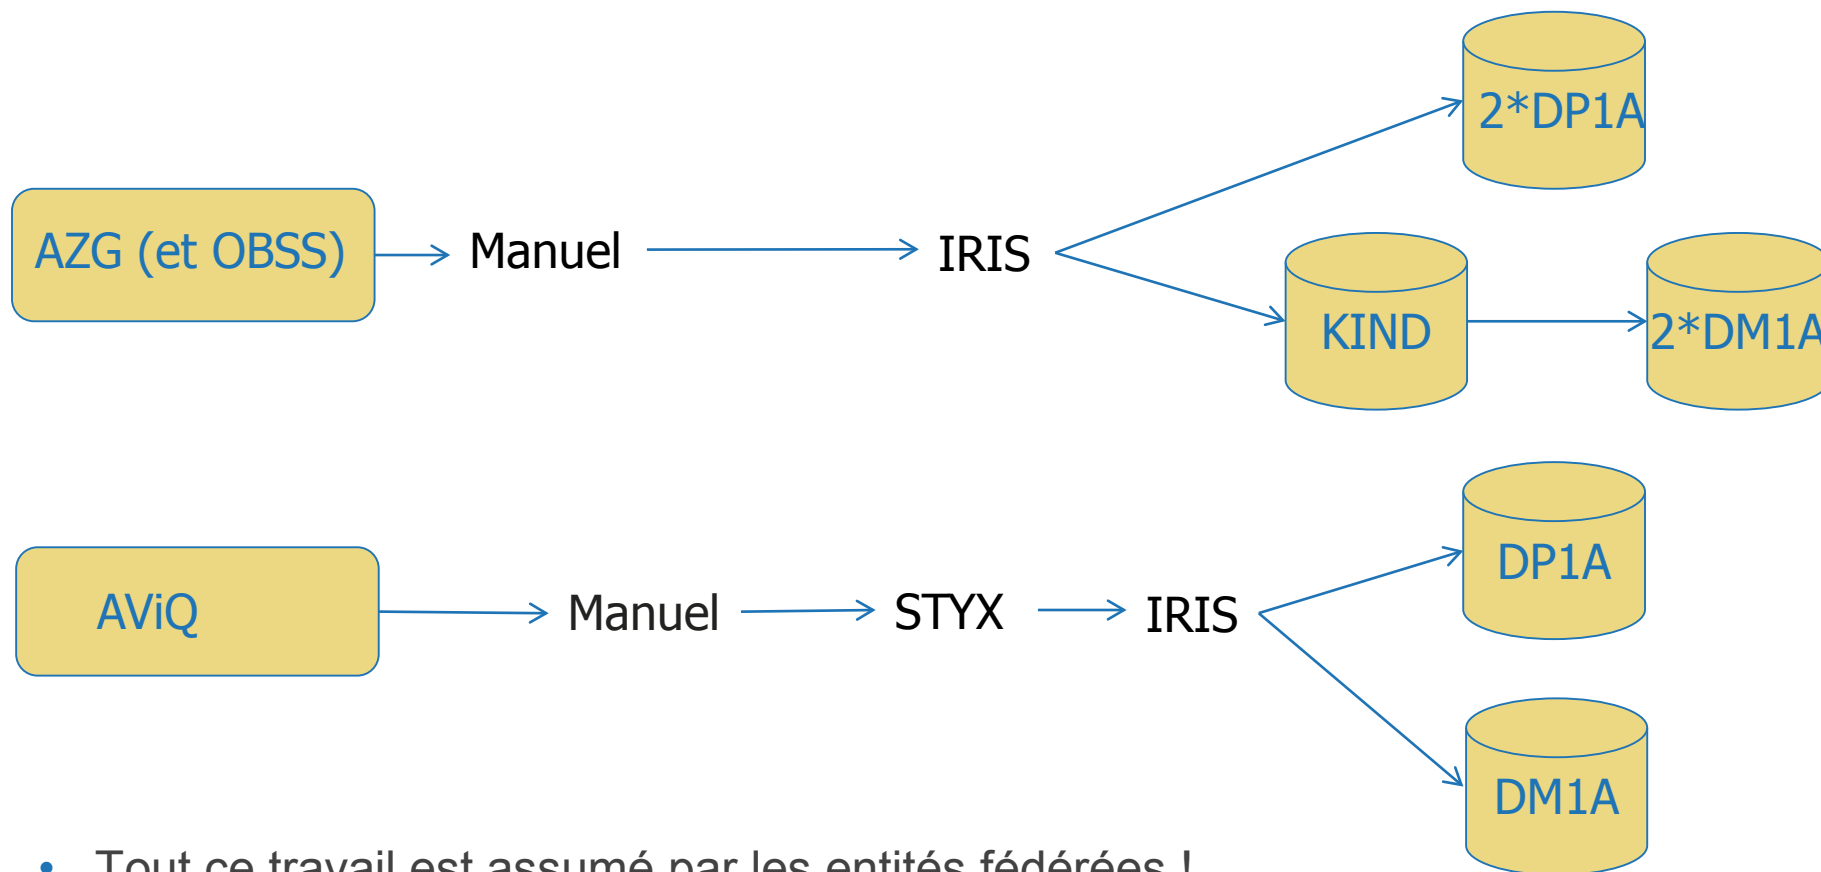 2*DP1A
AZG (et OBSS)
Manuel
IRIS
KIND
2*DM1A
DP1A
AViQ
Manuel
STYX
IRIS
DM1A
• Tout ce travail est assumé par les entités fédérées !